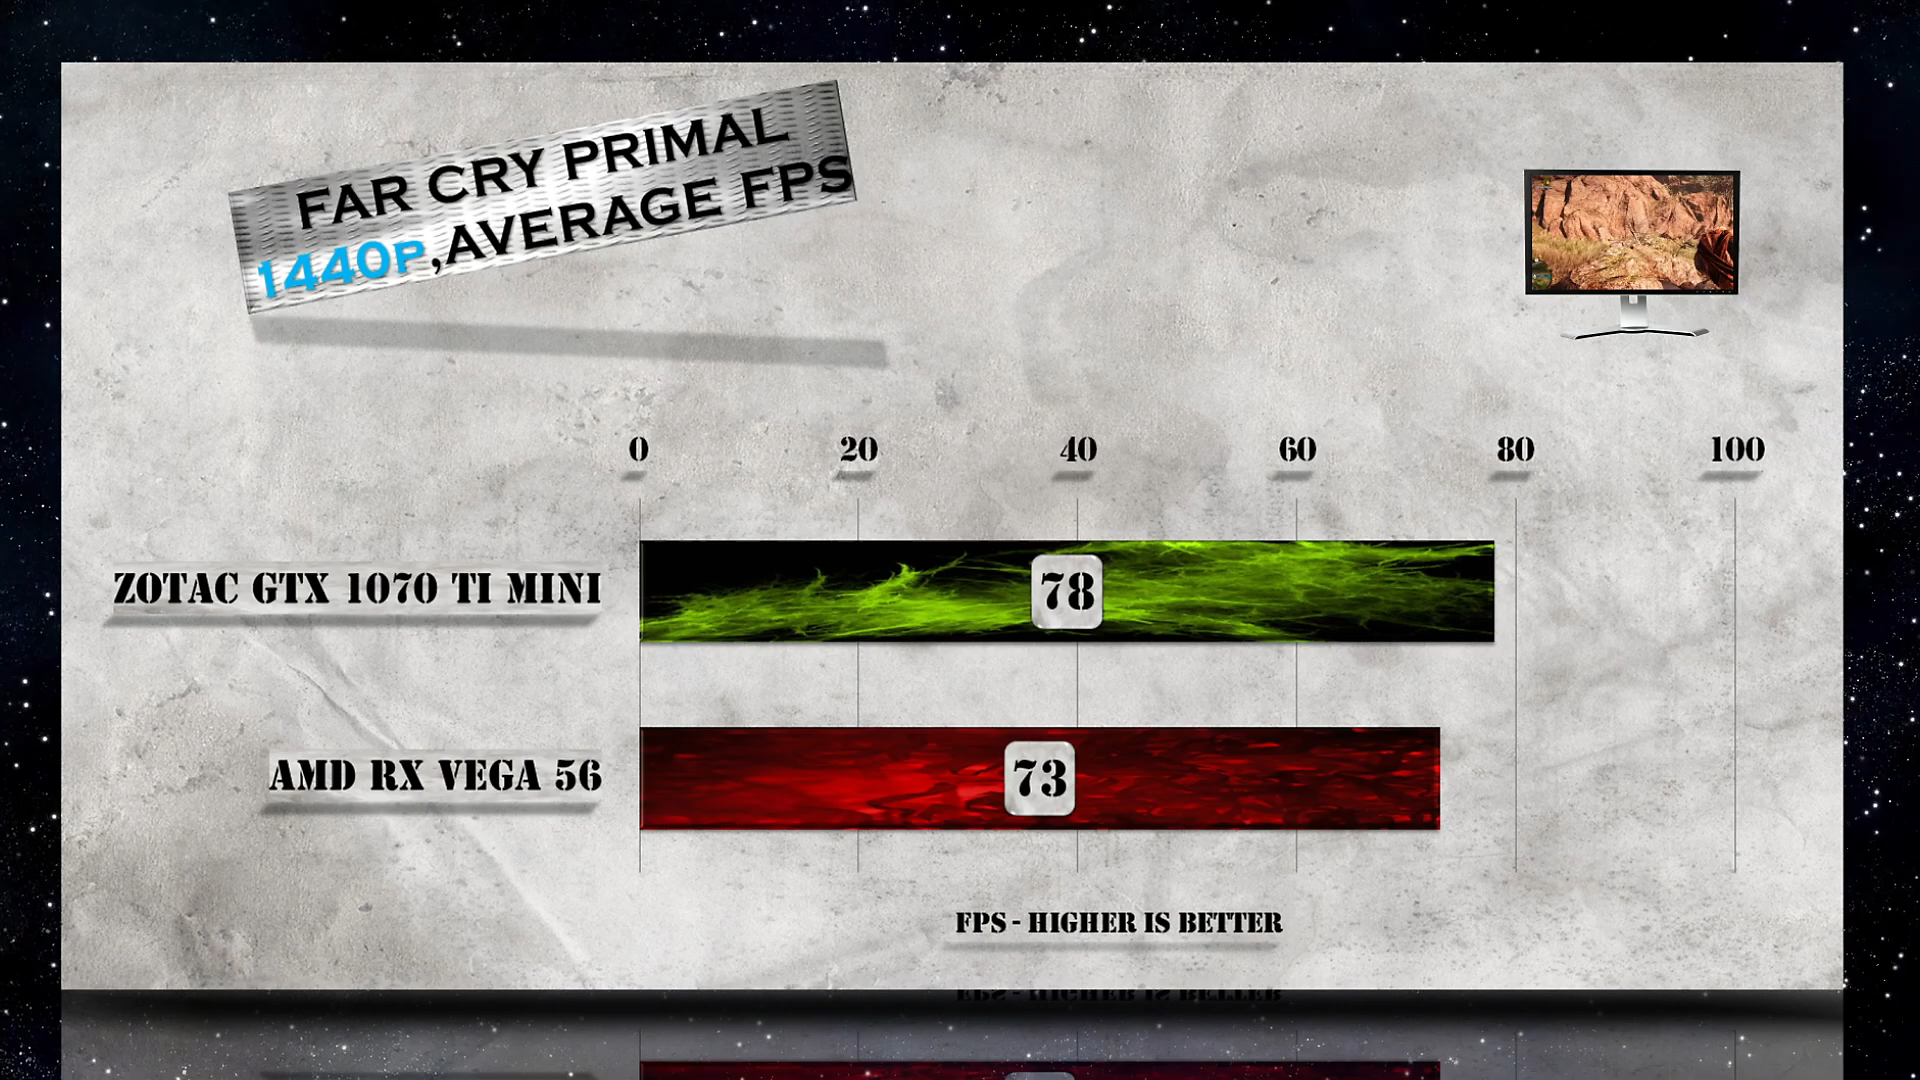 FAR CRY PRIMAL
1440P,AVERAGE FPS
0 20 40 60 80 100
ZOTAC GTX 1070 TI MINI
78
AMD RX VEGA 56
73
FPS - HIGHER IS BETTER